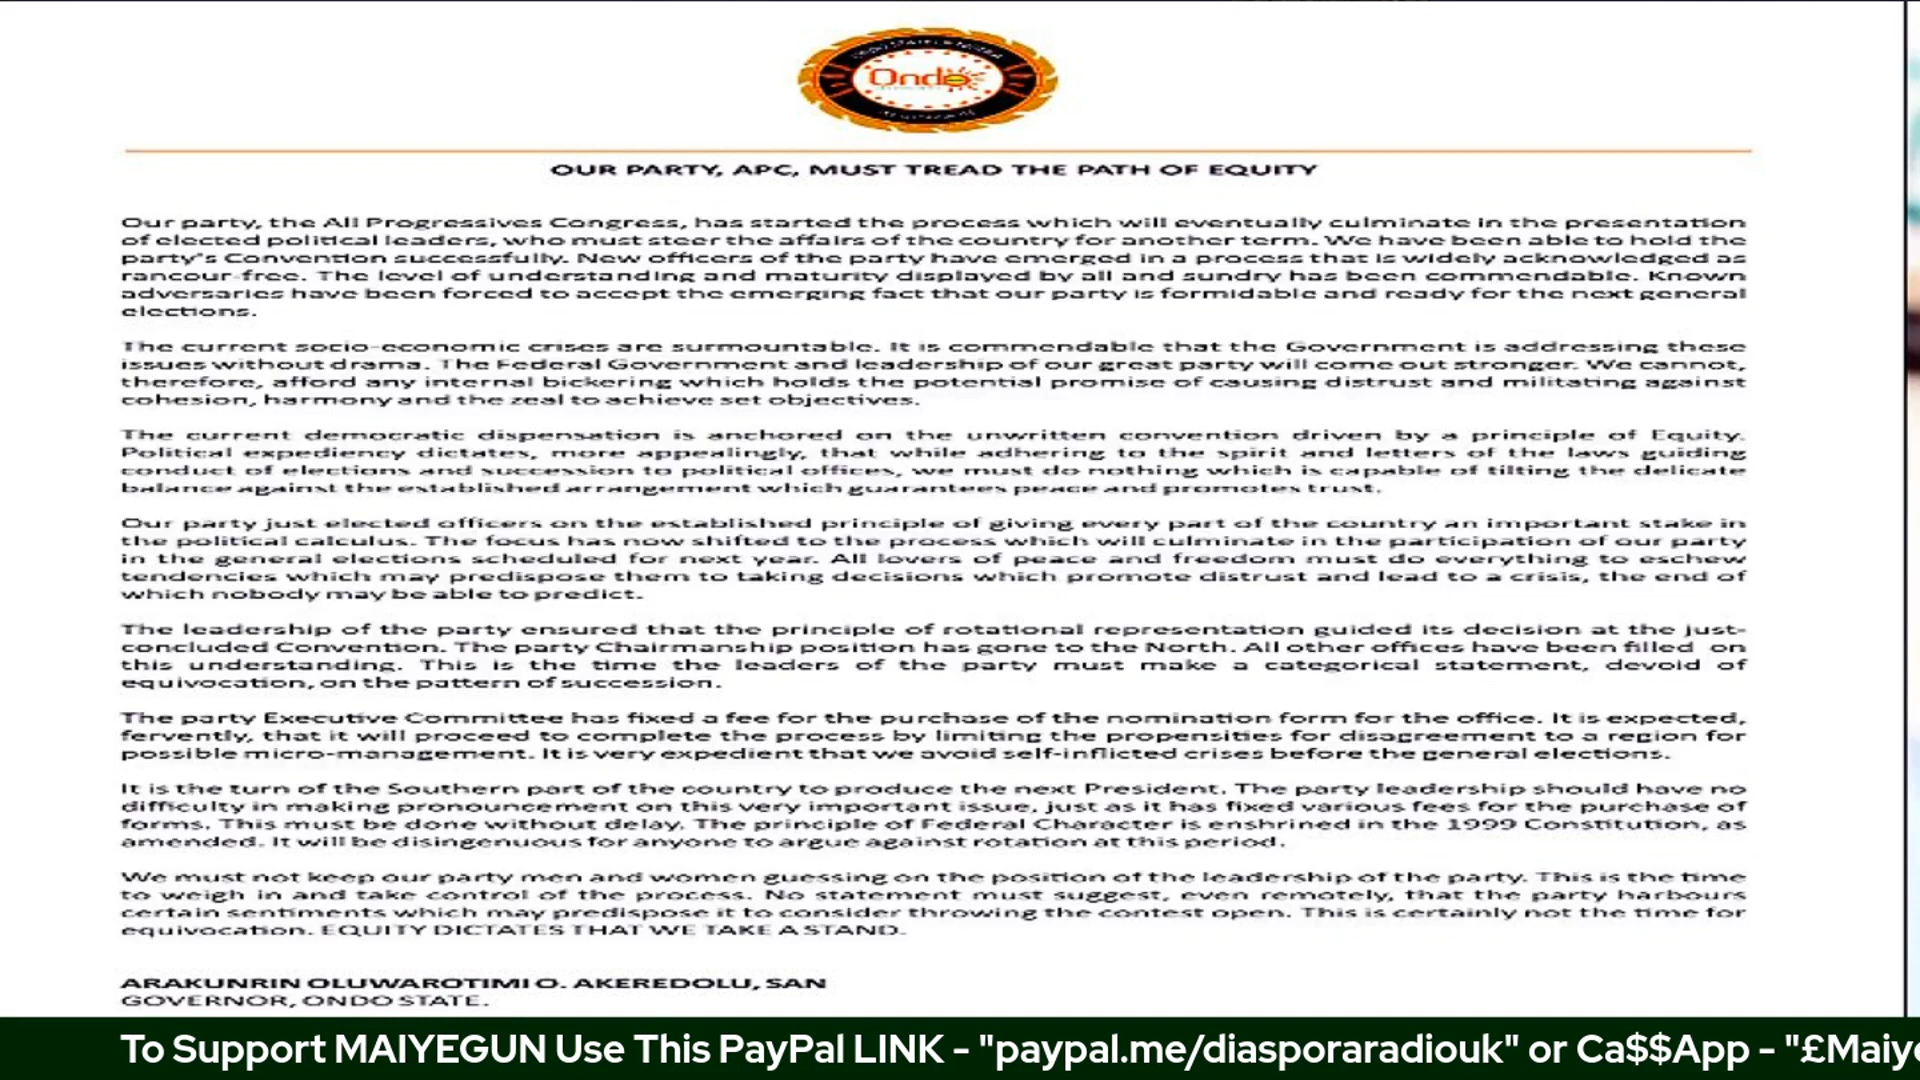 Ondo
OUR PARTY, APC, MUST TREAD THE PATH OF EQUITY
Our party, the All Progressives Congress, has started the process which will eventually culminate in the presentation
of elected political leaders, who must steer the affairs of the country for another term. We have been able to hold the
party's Convention successfully. New officers of the party have emerged in a process that is widely acknowledged as
rancour-free. The level of understanding and maturity displayed by all and sundry has been commendable. Known
adversaries have been forced to accept the emerging fact that our party is formidable and ready for the next general
elections.
The current socio-economic crises are surmountable. It is commendable that the Government is addressing these
issues without drama. The Federal Government and leadership of our great party will come out stronger. We cannot,
therefore, afford any internal bickering which holds the potential promise of causing distrust and militating against
cohesion, harmony and the zeal to achieve set objectives.
The current democratic dispensation is anchored on the unwritten convention driven by a principle of Equity.
Political expediency dictates, more appealingly, that while adhering to the spirit and letters of the laws guiding
conduct of elections and succession to political offices, we must do nothing which is capable of tilting the delicate
balance against the established arrangement which guarantees peace and promotes trust.
Our party just elected officers on the established principle of giving every part of the country an important stake in
the political calculus. The focus has now shifted to the process which will culminate in the participation of our party
in the general elections scheduled for next year. All lovers of peace and freedom must do everything to eschew
tendencies which may predispose them to taking decisions which promote distrust and lead to a crisis, the end of
which nobody may be able to predict.
The leadership of the party ensured that the principle of rotational representation guided its decision at the just-
concluded Convention. The party Chairmanship position has gone to the North. All other offices have been filled on
this understanding. This is the time the leaders of the party must make a categorical statement, devoid of
equivocation, on the pattern of succession.
The party Executive Committee has fixed a fee for the purchase of the nomination form for the office. It is expected,
fervently, that it will proceed to complete the process by limiting the propensities for disagreement to a region for
possible micro-management. It is very expedient that we avoid self-inflicted crises before the general elections.
It is the turn of the Southern part of the country to produce the next President. The party leadership should have no
difficulty in making pronouncement on this very important issue, just as it has fixed various fees for the purchase of
forms. This must be done without delay. The principle of Federal Character is enshrined in the 1999 Constitution, as
amended. It will be disingenuous for anyone to argue against rotation at this period.
We must not keep our party men and women guessing on the position of the leadership of the party. This is the time
to weigh in and take control of the process. No statement must suggest, even remotely, that the party harbours
certain sentiments which may predispose it to consider throwing the contest open. This is certainly not the time for
equivocation. EQUITY DICTATES THAT WE TAKE A STAND.
ARAKUNRIN OLUWAROTIMI O. AKEREDOLU, SAN
GOVERNOR, ONDO STATE.
To Support MAIYEGUN Use This PayPal LINK - "paypal.me/diasporaradiouk" or Ca$$App - "£Maiye